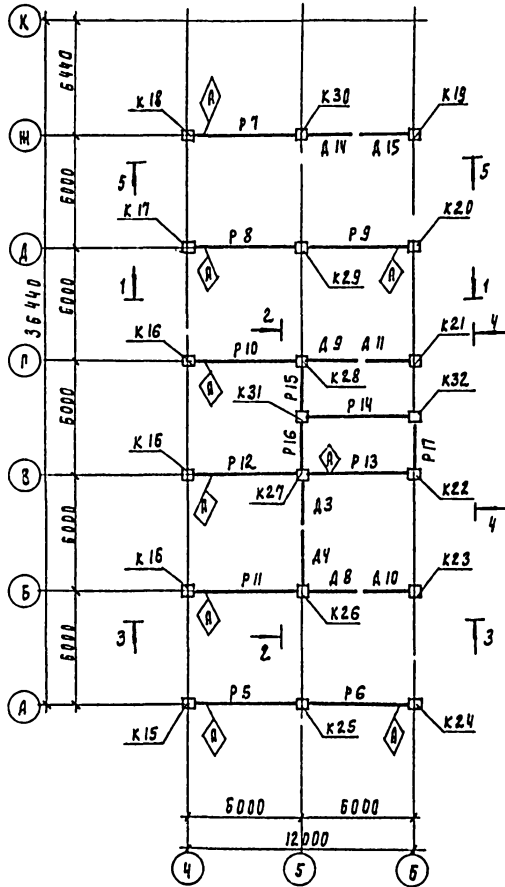 К
6440
К18
А
К30
К19
Ж
Р7
Д14
Д15
5
5
6000
К17
К20
Р8
Р9
Д
А
К29
А
36440
1
1
6000
2
4
К16
К21
Р10
Д9
Д11
Г
А
К28
Р15
К31
К32
Р14
6000
Р16
Р17
К16
А
Р12
Р13
В
К27
К22
А
Д3
4
6000
Д4
К16
К23
Р11
Д8
Д10
Б
А
К26
3
2
3
6000
Р5
Р6
А
К15
А
К25
А
К24
6000
6000
12000
4
5
6